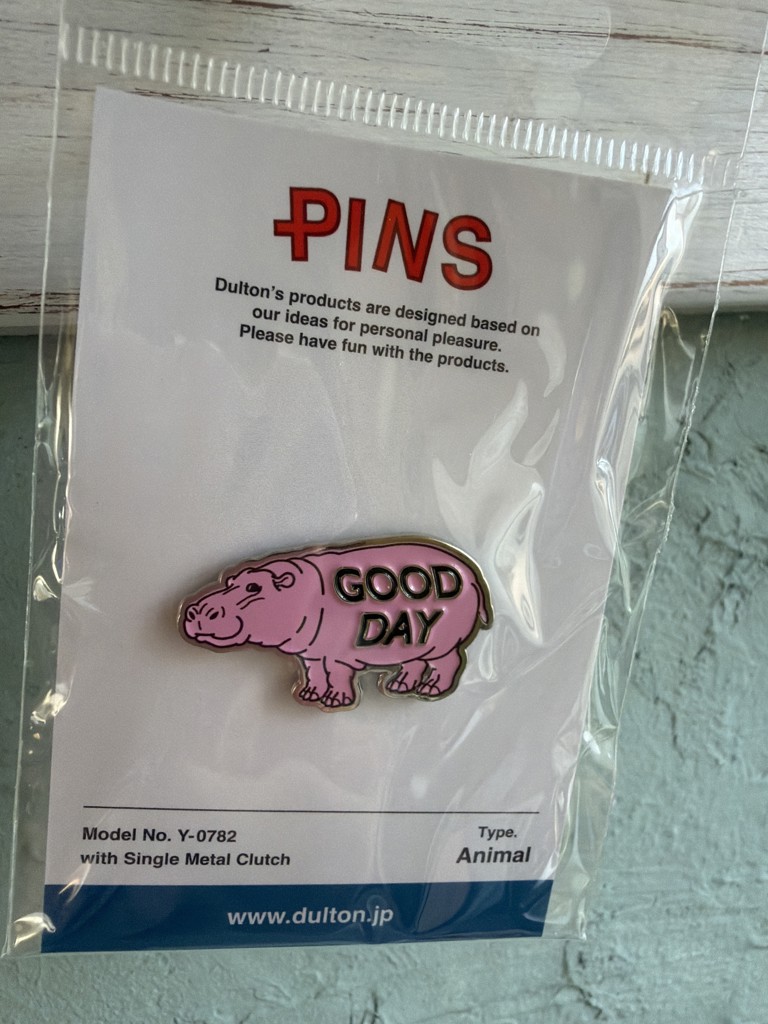 PINS
Dulton's products are designed based on
our ideas for personal pleasure.
Please have fun with the products.
GOOD
DAY
Model No. Y-0782
with Single Metal Clutch
Type.
Animal
www.dulton.jp